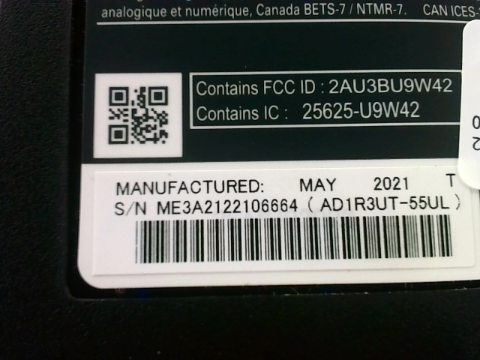 analogique et numérique, Canada BETS-7 / NTMR-7. CAN ICES-
Contains FCC ID : 2AU3BU9W42
Contains IC : 25625-U9W42
MANUFACTURED: MAY 2021 T
S/N ME3A2122106664 ( AD1R3UT-55UL )